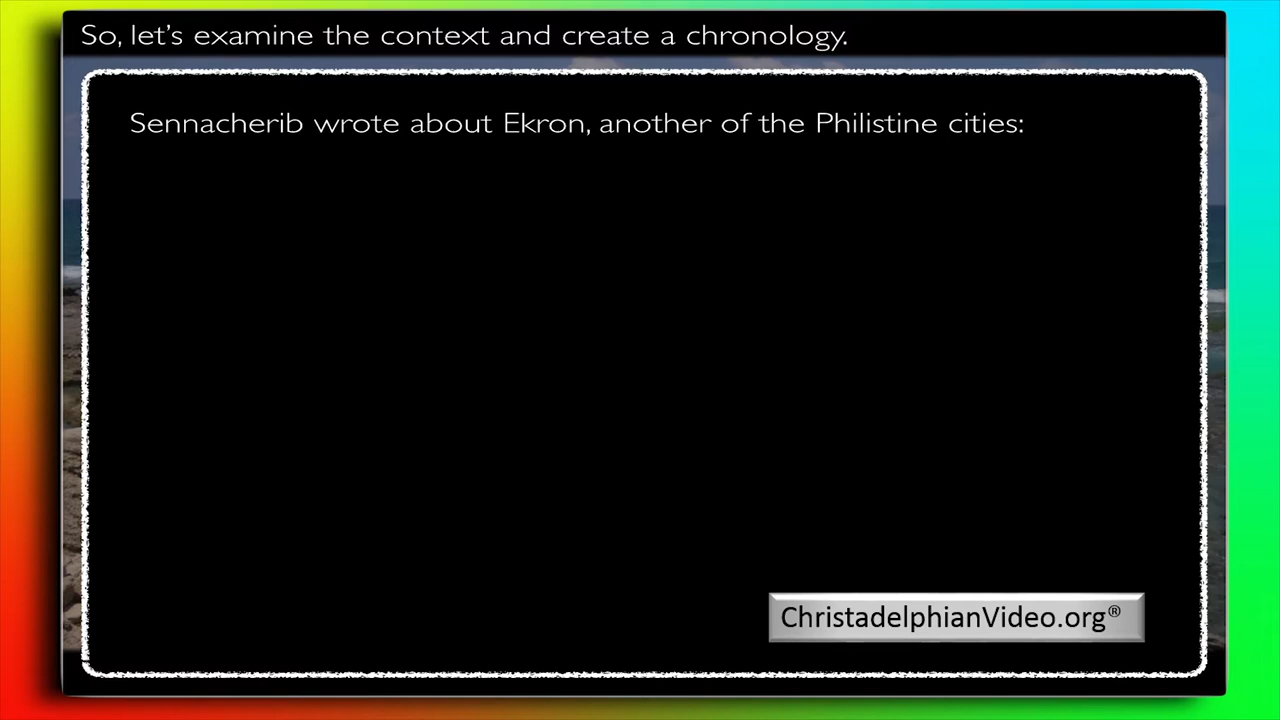 So, let’s examine the context and create a chronology.
Sennacherib wrote about Ekron, another of the Philistine cities:
ChristadelphianVideo.org®